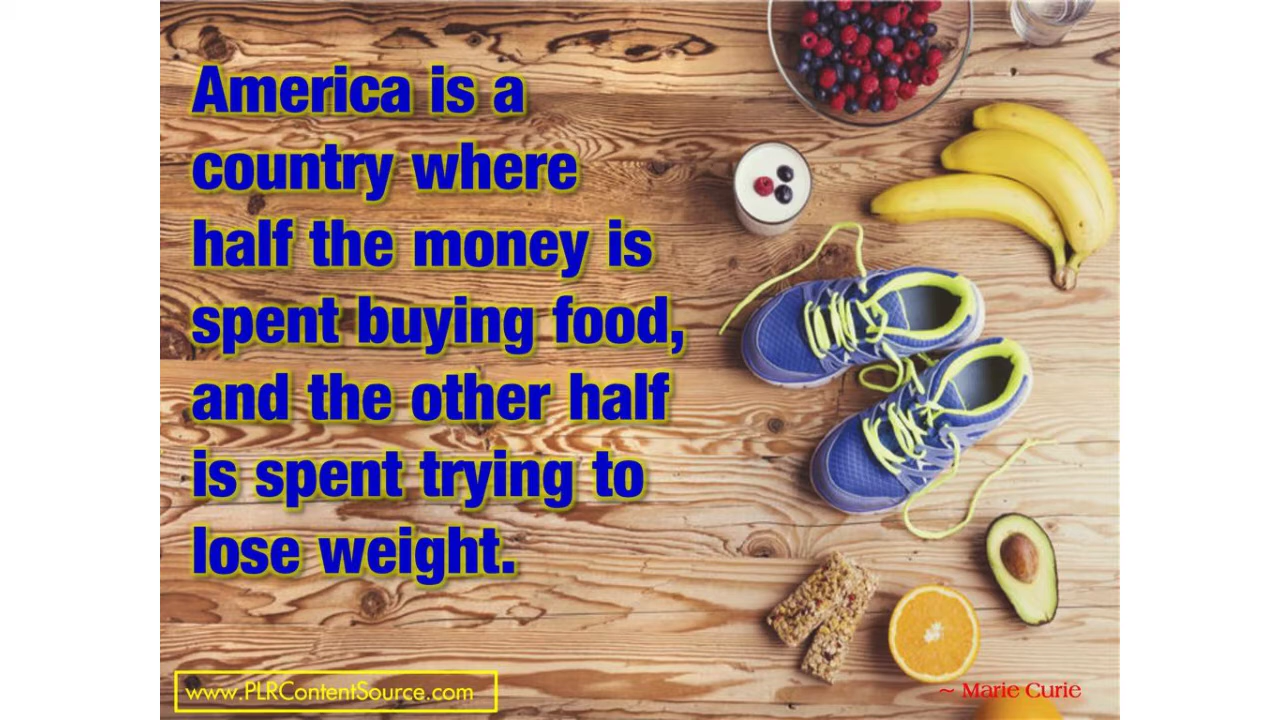 America is a
country where
half the money is
spent buying food,
and the other half
is spent trying to
lose weight.
www.PLRContentSource.com
~ Marie Curie